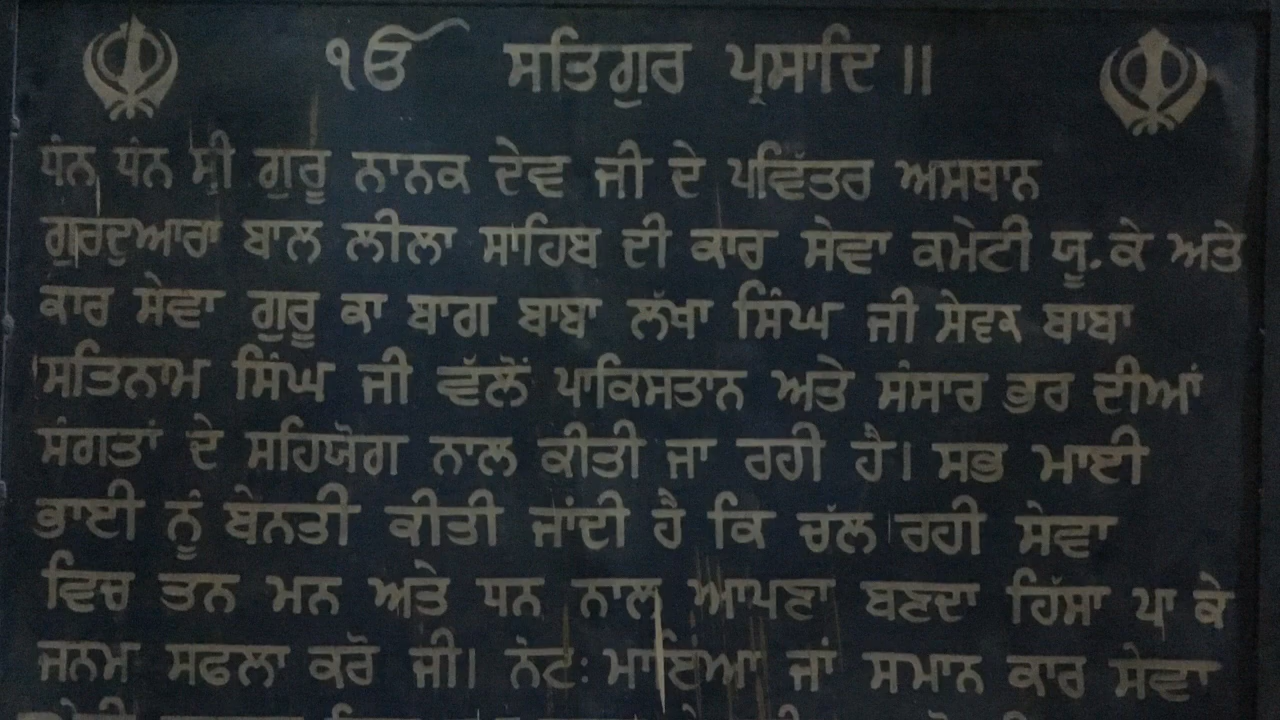 ੴ ਸਤਿਗੁਰ ਪ੍ਰਸਾਦਿ ॥
ਧੰਨ ਧੰਨ ਸ੍ਰੀ ਗੁਰੂ ਨਾਨਕ ਦੇਵ ਜੀ ਦੇ ਪਵਿੱਤਰ ਅਸਥਾਨ
ਗੁਰਦੁਆਰਾ ਬਾਲ ਲੀਲਾ ਸਾਹਿਬ ਦੀ ਕਾਰ ਸੇਵਾ ਕਮੇਟੀ ਯੂ.ਕੇ ਅਤੇ
ਕਾਰ ਸੇਵਾ ਗੁਰੂ ਕਾ ਬਾਗ ਬਾਬਾ ਲੱਖਾ ਸਿੰਘ ਜੀ ਸੇਵਕ ਬਾਬਾ
ਸਤਿਨਾਮ ਸਿੰਘ ਜੀ ਵੱਲੋਂ ਪਾਕਿਸਤਾਨ ਅਤੇ ਸੰਸਾਰ ਭਰ ਦੀਆਂ
ਸੰਗਤਾਂ ਦੇ ਸਹਿਯੋਗ ਨਾਲ ਕੀਤੀ ਜਾ ਰਹੀ ਹੈ। ਸਭ ਮਾਈ
ਭਾਈ ਨੂੰ ਬੇਨਤੀ ਕੀਤੀ ਜਾਂਦੀ ਹੈ ਕਿ ਚੱਲ ਰਹੀ ਸੇਵਾ
ਵਿਚ ਤਨ ਮਨ ਅਤੇ ਧਨ ਨਾਲ ਆਪਣਾ ਬਣਦਾ ਹਿੱਸਾ ਪਾ ਕੇ
ਜਨਮ ਸਫਲਾ ਕਰੋ ਜੀ। ਨੋਟ: ਮਾਇਆ ਜਾਂ ਸਮਾਨ ਕਾਰ ਸੇਵਾ